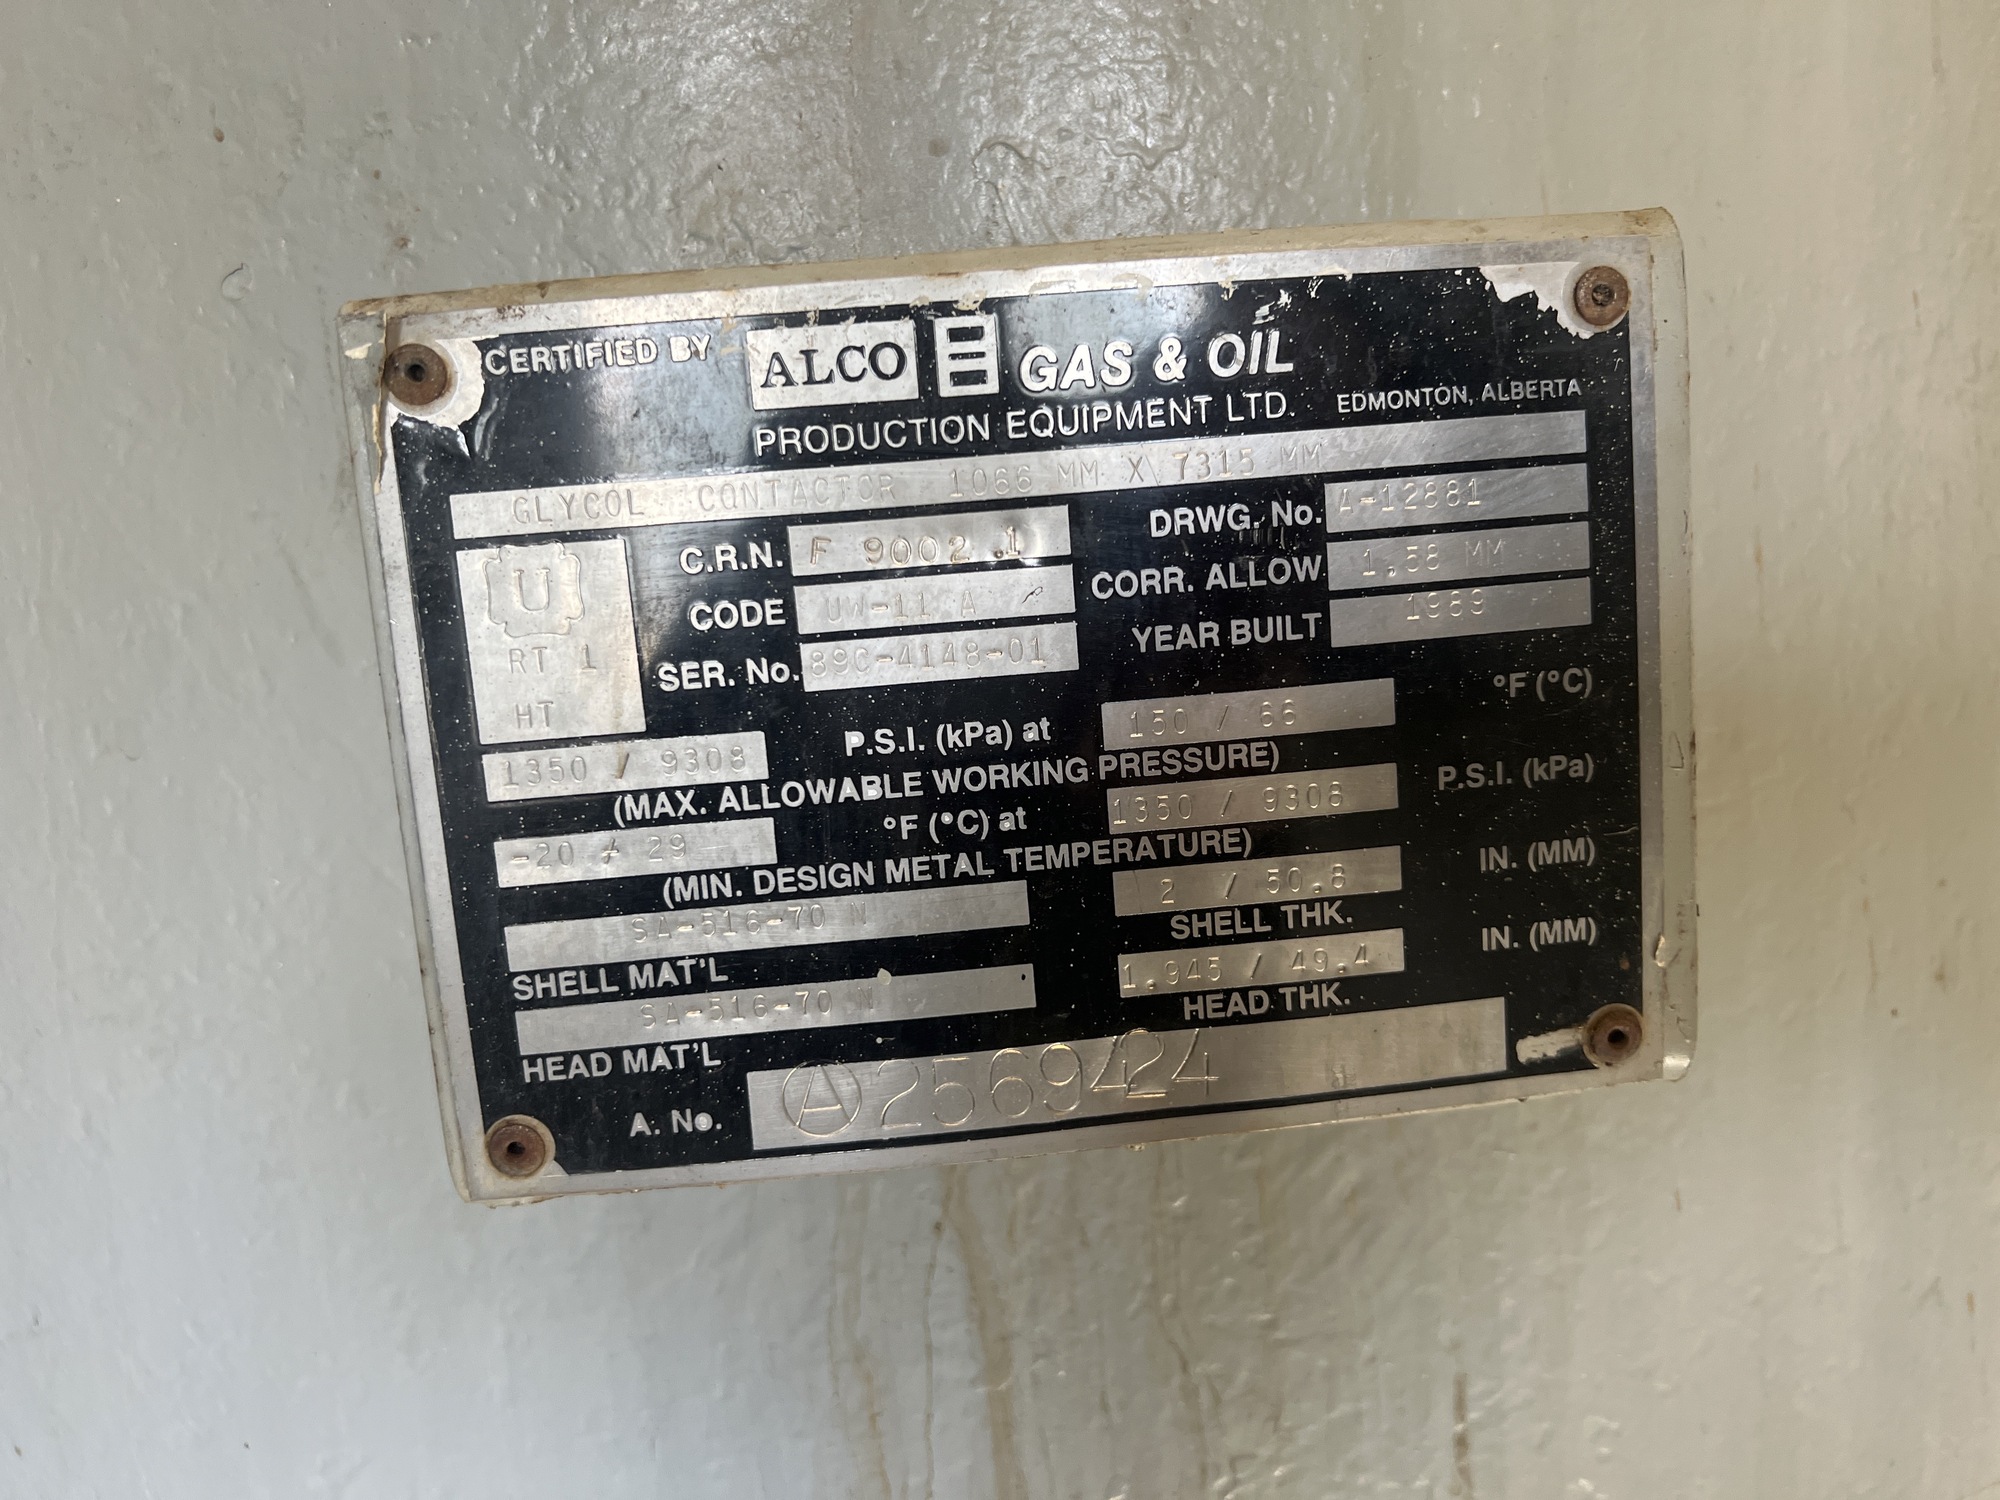 CERTIFIED BY ALCO GAS & OIL
PRODUCTION EQUIPMENT LTD. EDMONTON, ALBERTA
GLYCOL CONTACTOR 1066 MM X 7315 MM
U
RT 1
HT
C.R.N. F 9002.1
DRWG. No. A-12881
CODE UW-11 A
CORR. ALLOW 1.58 MM
SER. No. 89C-4148-01
YEAR BUILT 1989
1350 / 9308 P.S.I. (kPa) at 150 / 66 °F (°C)
(MAX. ALLOWABLE WORKING PRESSURE)
-20 / 29 °F (°C) at 1350 / 9308 P.S.I. (kPa)
(MIN. DESIGN METAL TEMPERATURE)
SA-516-70 N 2 / 50.8 IN. (MM)
SHELL MAT'L SHELL THK.
SA-516-70 N 1.945 / 49.4 IN. (MM)
HEAD MAT'L HEAD THK.
A. No. A 2569424